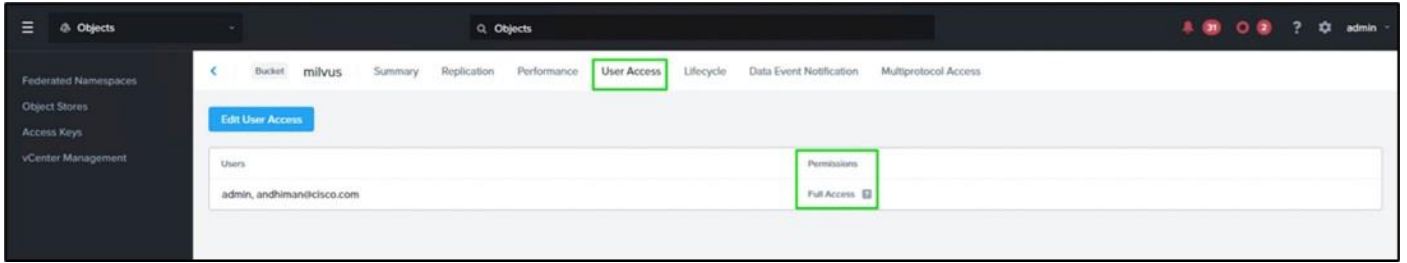 Objects
Objects
31
2
?
admin
Federated Namespaces
Object Stores
Access Keys
vCenter Management
Bucket milvus Summary Replication Performance User Access Lifecycle Data Event Notification Multiprotocol Access
Edit User Access
Users Permissions
admin, andhiman@cisco.com Full Access ?